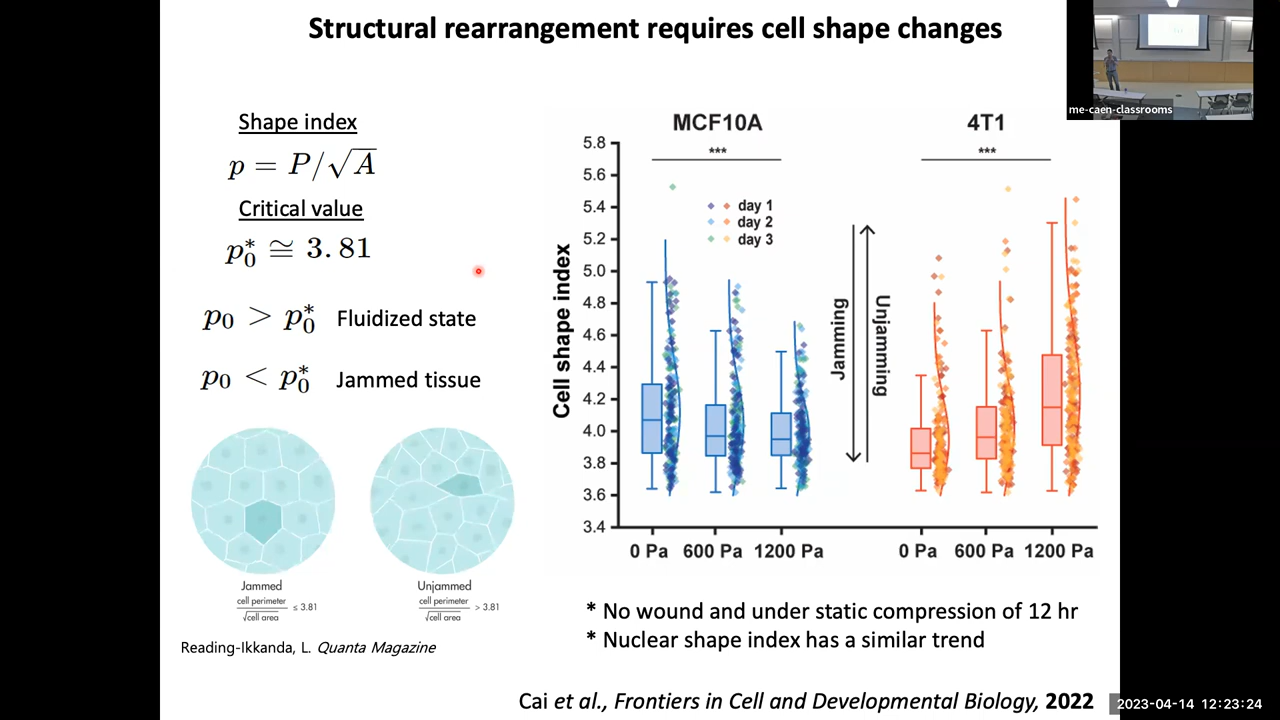 Structural rearrangement requires cell shape changes
me-caen-classrooms
Shape index
p = P/√A
Critical value
p₀* ≅ 3.81
p₀ > p₀* Fluidized state
p₀ < p₀* Jammed tissue
Jammed
cell perimeter
√cell area
≤ 3.81
Unjammed
cell perimeter
√cell area
> 3.81
Reading-Ikkanda, L. Quanta Magazine
MCF10A
4T1
***
***
day 1
day 2
day 3
Cell shape index
5.8
5.6
5.4
5.2
5.0
4.8
4.6
4.4
4.2
4.0
3.8
3.6
3.4
Jamming
Unjamming
0 Pa 600 Pa 1200 Pa
0 Pa 600 Pa 1200 Pa
* No wound and under static compression of 12 hr
* Nuclear shape index has a similar trend
Cai et al., Frontiers in Cell and Developmental Biology, 2022
2023-04-14 12:23:24